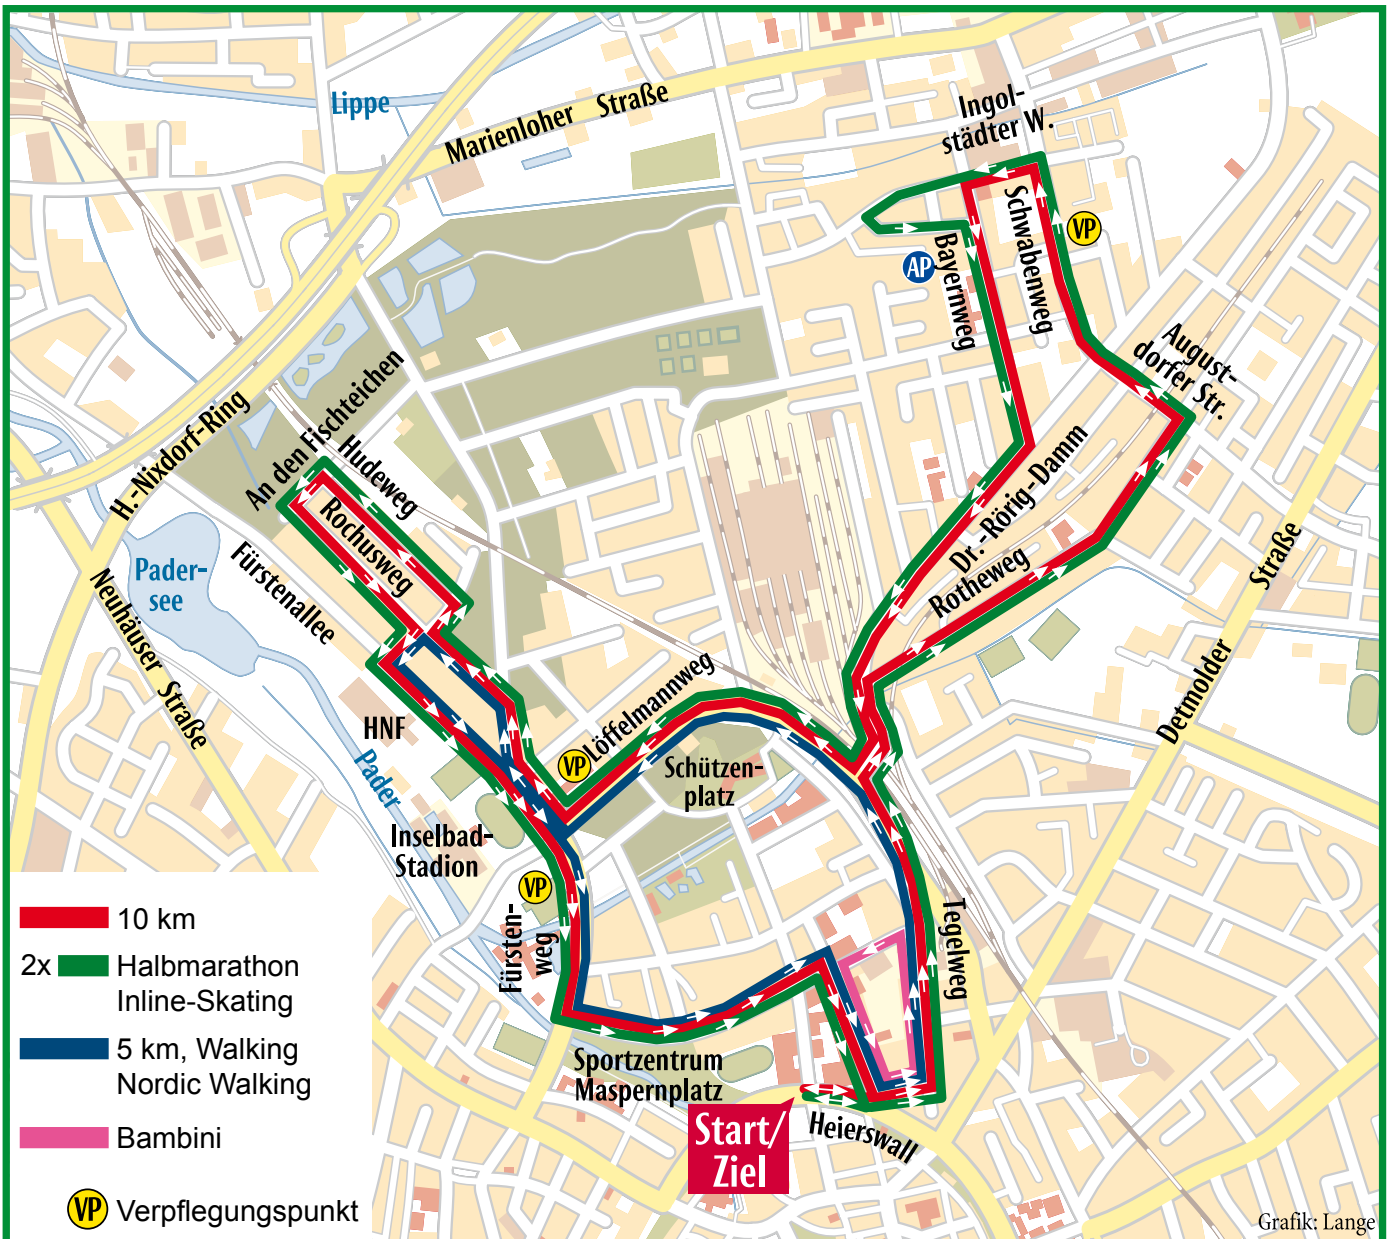 Lippe
Marienloher Straße
Ingol-
städter W.
Schwabenweg
VP
AP
Bayernweg
August-
dorfer Str.
H.-Nixdorf-Ring
An den Fischteichen
Hudeweg
Rochusweg
Dr.-Rörig-Damm
Rotheweg
Pader-
see
Fürstenallee
Neuhäuser Straße
Detmolder Straße
HNF
Pader
VP
Löffelmannweg
Schützen-
platz
Inselbad-
Stadion
VP
Fürsten-
weg
Tegelweg
Sportzentrum
Maspernplatz
Start/
Ziel
Heierswall
10 km
2x Halbmarathon
Inline-Skating
5 km, Walking
Nordic Walking
Bambini
VP Verpflegungspunkt
Grafik: Lange